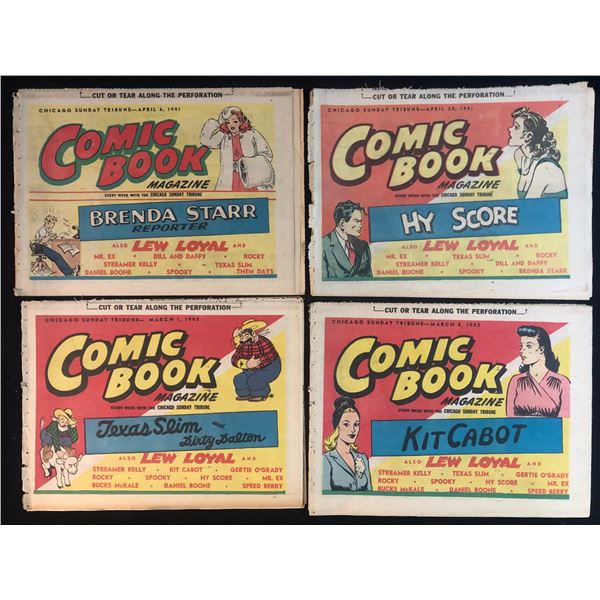 CUT OR TEAR ALONG THE PERFORATION
CHICAGO SUNDAY TRIBUNE—APRIL 6, 1941
COMIC
BOOK
MAGAZINE
EVERY WEEK WITH THE CHICAGO SUNDAY TRIBUNE
BRENDA STARR
REPORTER
ALSO LEW LOYAL AND
MR. EX • DILL AND DAFFY • ROCKY
STREAMER KELLY • TEXAS SLIM
DANIEL BOONE • SPOOKY • THEM DAYS
CUT OR TEAR ALONG THE PERFORATION
CHICAGO SUNDAY TRIBUNE—APRIL 20, 1941
COMIC
BOOK
MAGAZINE
EVERY WEEK WITH THE CHICAGO SUNDAY TRIBUNE
HY SCORE
ALSO LEW LOYAL AND
MR. EX • TEXAS SLIM • ROCKY
STREAMER KELLY • DILL AND DAFFY
DANIEL BOONE • SPOOKY • BRENDA STARR
CUT OR TEAR ALONG THE PERFORATION
CHICAGO SUNDAY TRIBUNE—MARCH 1, 1942
COMIC
BOOK
MAGAZINE
EVERY WEEK WITH THE CHICAGO SUNDAY TRIBUNE
Texas Slim
and
Dirty Dalton
ALSO LEW LOYAL AND
STREAMER KELLY • KIT CABOT • GERTIE O'GRADY
ROCKY • SPOOKY • HY SCORE • MR. EX
BUCKS McKALE • DANIEL BOONE • SPEED BERRY
CUT OR TEAR ALONG THE PERFORATION
CHICAGO SUNDAY TRIBUNE—MARCH 8, 1942
COMIC
BOOK
MAGAZINE
EVERY WEEK WITH THE CHICAGO SUNDAY TRIBUNE
KIT CABOT
ALSO LEW LOYAL AND
STREAMER KELLY • TEXAS SLIM • GERTIE O'GRADY
ROCKY • SPOOKY • HY SCORE • MR. EX
BUCKS McKALE • DANIEL BOONE • SPEED BERRY